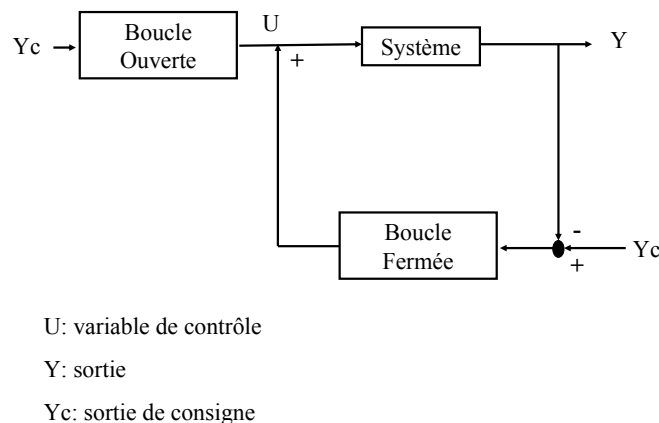 Yc
Boucle
Ouverte
U
+
Système
Y
Boucle
Fermée
-
+
Yc
U: variable de contrôle
Y: sortie
Yc: sortie de consigne